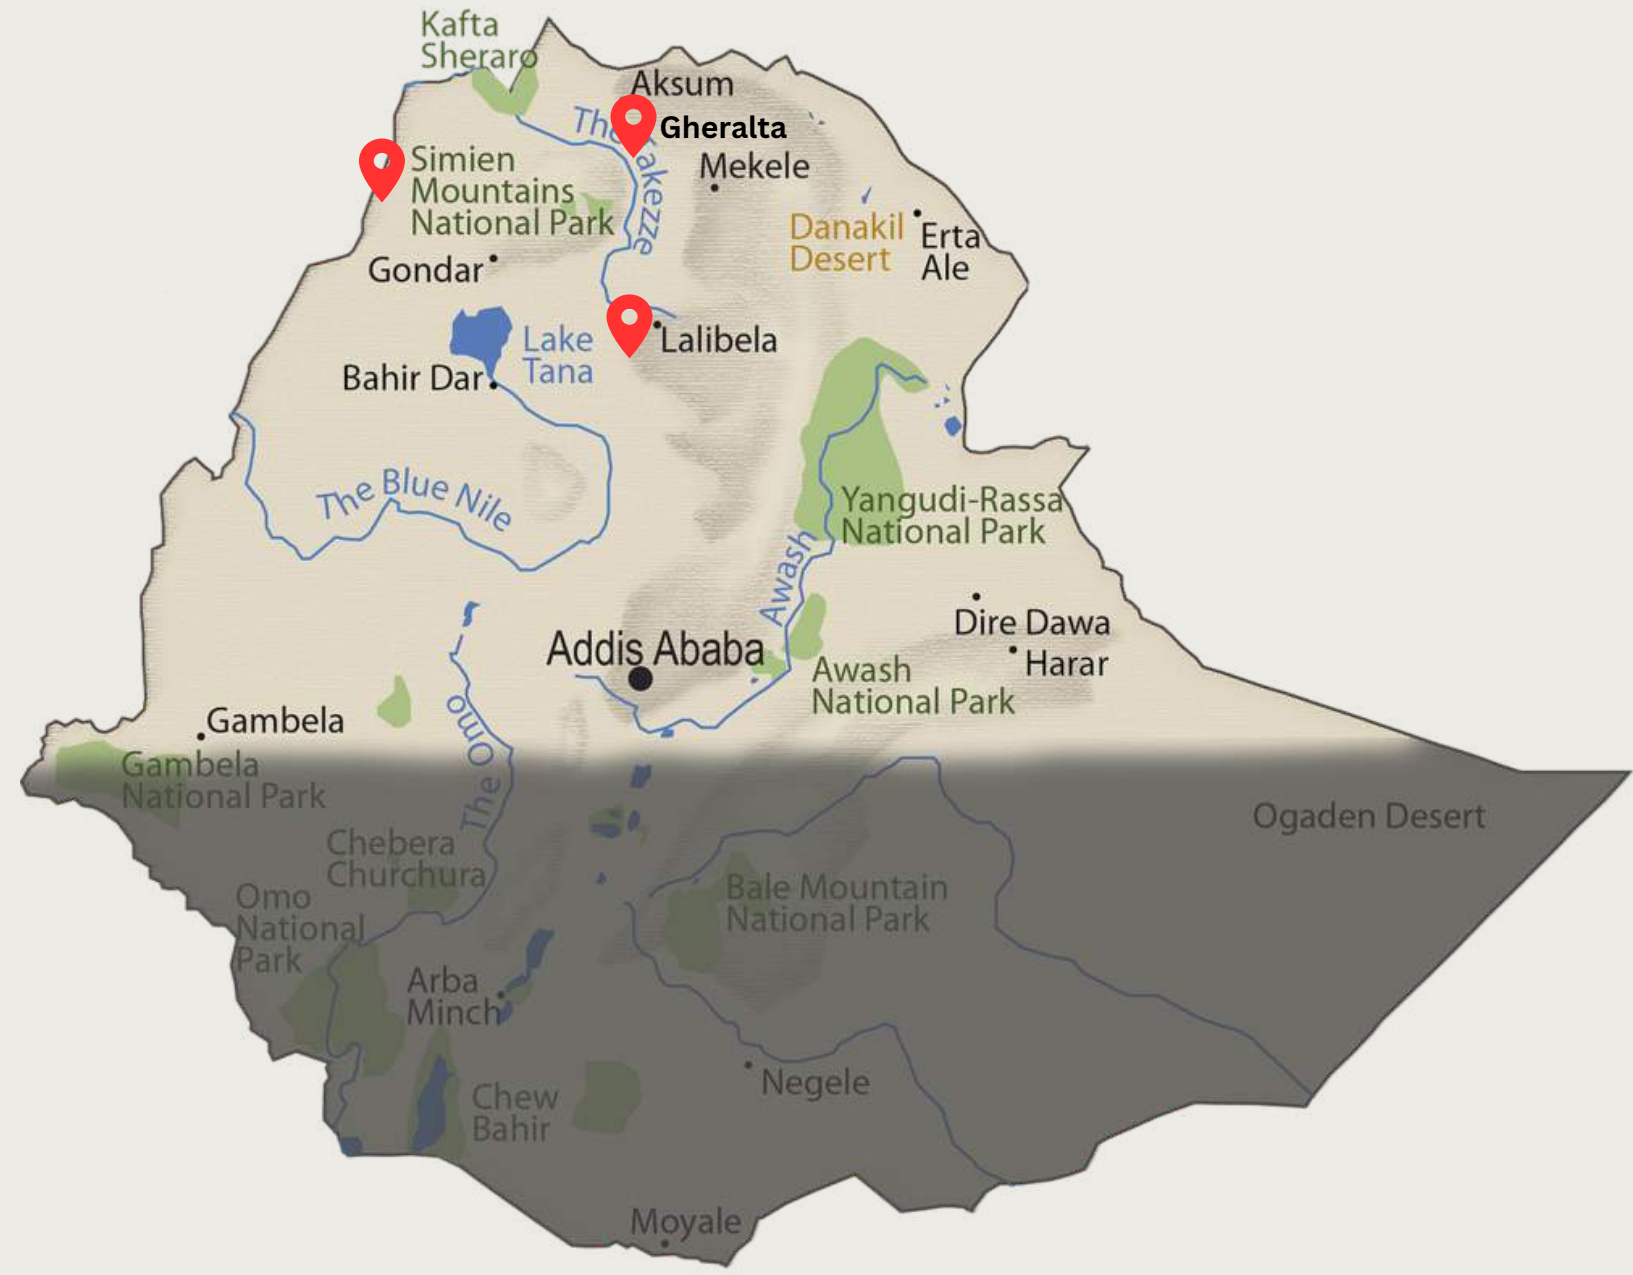 Kafta
Sheraro
Aksum
The Takezze
Gheralta
Simien
Mountains
National Park
Mekele
Danakil
Desert
Erta
Ale
Gondar
Lake
Tana
Lalibela
Bahir Dar
The Blue Nile
Yangudi-Rassa
National Park
Awash
Dire Dawa
Harar
Addis Ababa
Awash
National Park
Gambela
The Omo
Gambela
National Park
Ogaden Desert
Chebera
Churchura
Omo
National
Park
Bale Mountain
National Park
Arba
Minch
Negele
Chew
Bahir
Moyale